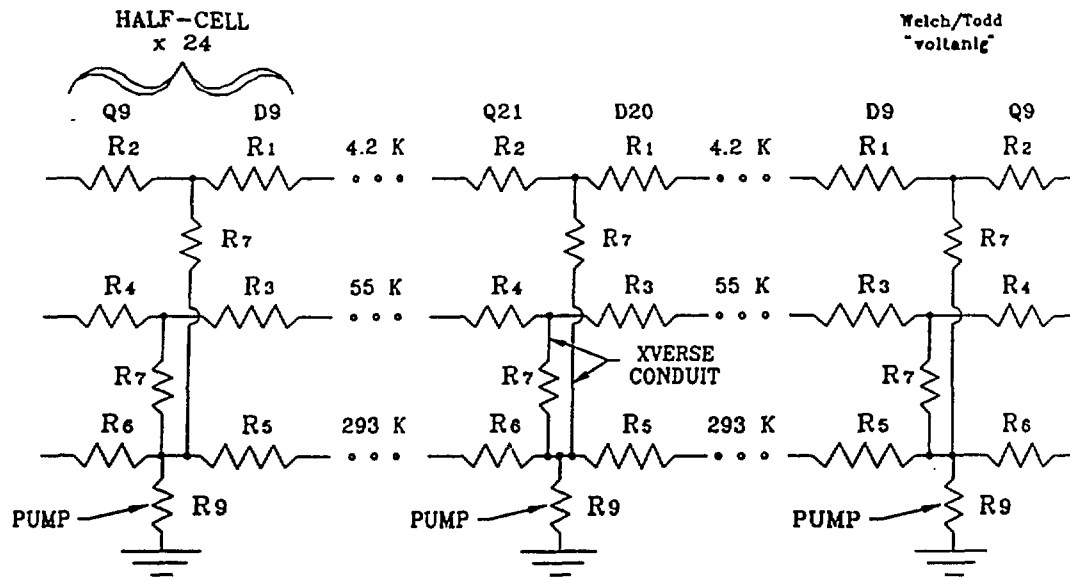 HALF-CELL
x 24
Welch/Todd
"voltanig"
Q9 D9 Q21 D20 D9 Q9
R2 R1 4.2 K R2 R1 4.2 K R1 R2
R7 R7 R7
R4 R3 55 K R4 R3 55 K R3 R4
XVERSE
CONDUIT
R7 R7 R7
R6 R5 293 K R6 R5 293 K R5 R6
PUMP R9 PUMP R9 PUMP R9